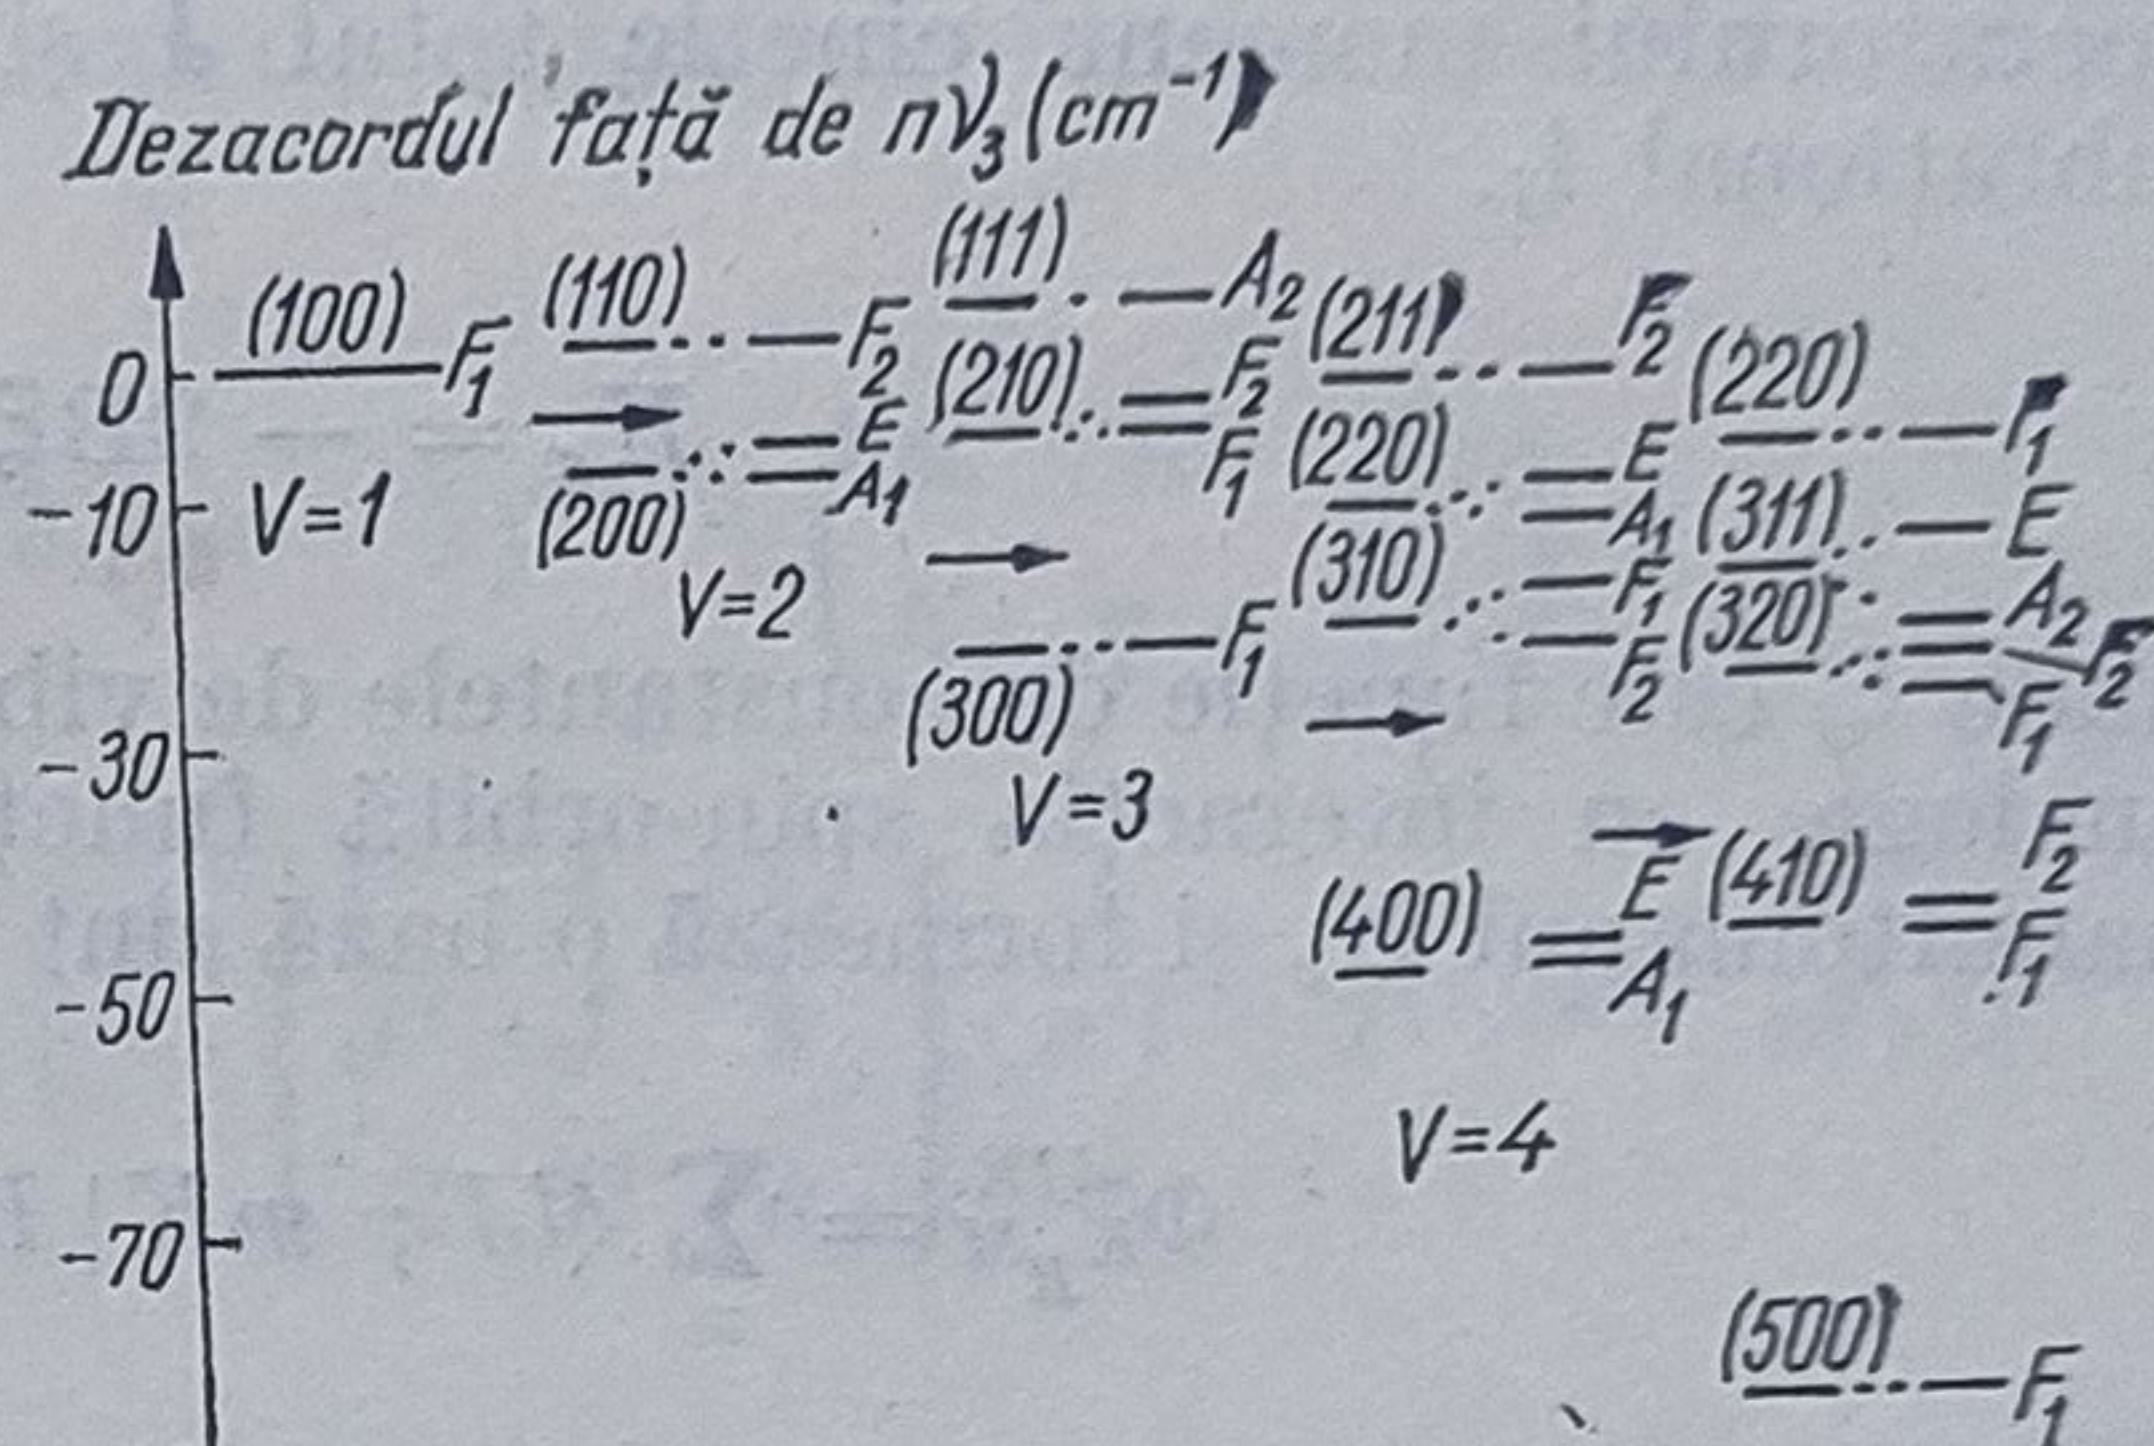 Dezacordul față de nν₃ (cm⁻¹)
0
-10
-30
-50
-70
(100) F₁
V=1
(110) F₂
E
(200) A₁
V=2
(111) A₂
(210) F₂
F₁
(300) F₁
V=3
(211) F₂
(220) E
A₁
(310) F₁
F₂
(400) E
A₁
V=4
(220) F₁
(311) E
(320) A₂
F₂
F₁
(410) F₂
F₁
(500) F₁